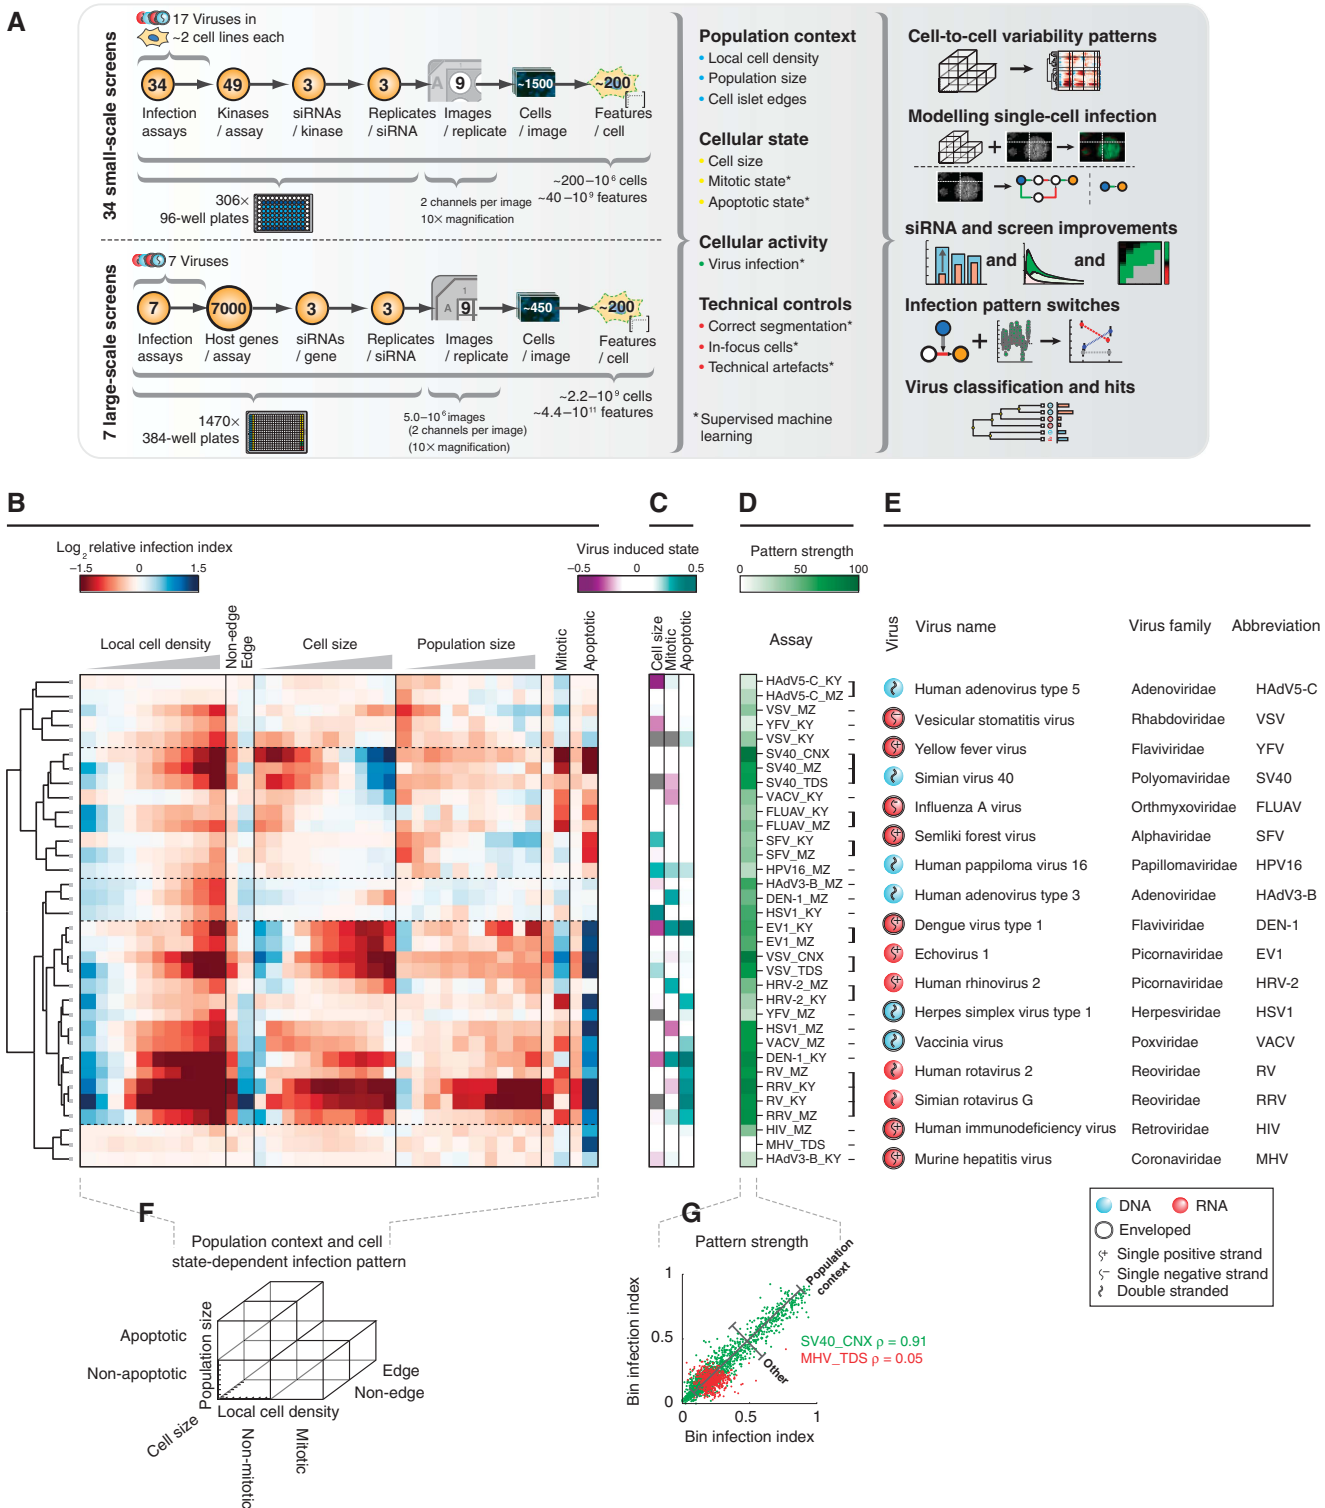 A
34 small-scale screens
17 Viruses in
~2 cell lines each
34
49
3
3
A
9
~1500
~200
Infection assays
Kinases / assay
siRNAs / kinase
Replicates / siRNA
Images / replicate
Cells / image
Features / cell
306×
96-well plates
2 channels per image
10× magnification
~200–10⁶ cells
~40–10⁹ features
7 large-scale screens
7 Viruses
7
7000
3
3
1
A
9
~450
~200
Infection assays
Host genes / assay
siRNAs / gene
Replicates / siRNA
Images / replicate
Cells / image
Features / cell
1470×
384-well plates
5.0–10⁶ images
(2 channels per image)
(10× magnification)
~2.2–10⁹ cells
~4.4–10¹¹ features
Population context
• Local cell density
• Population size
• Cell islet edges
Cellular state
• Cell size
• Mitotic state*
• Apoptotic state*
Cellular activity
• Virus infection*
Technical controls
• Correct segmentation*
• In-focus cells*
• Technical artefacts*
*Supervised machine
learning
Cell-to-cell variability patterns
Modelling single-cell infection
+
siRNA and screen improvements
and
and
Infection pattern switches
+
Virus classification and hits
B
Log₂ relative infection index
−1.5 0 1.5
Local cell density
Non-edge
Edge
Cell size
Population size
Mitotic
Apoptotic
C
Virus induced state
−0.5 0 0.5
Cell size
Mitotic
Apoptotic
D
Pattern strength
0 50 100
Assay
HAdV5-C_KY
HAdV5-C_MZ
VSV_MZ
YFV_KY
VSV_KY
SV40_CNX
SV40_MZ
SV40_TDS
VACV_KY
FLUAV_KY
FLUAV_MZ
SFV_KY
SFV_MZ
HPV16_MZ
HAdV3-B_MZ
DEN-1_MZ
HSV1_KY
EV1_KY
EV1_MZ
VSV_CNX
VSV_TDS
HRV-2_MZ
HRV-2_KY
YFV_MZ
HSV1_MZ
VACV_MZ
DEN-1_KY
RV_MZ
RRV_KY
RV_KY
RRV_MZ
HIV_MZ
MHV_TDS
HAdV3-B_KY
E
Virus Virus name Virus family Abbreviation
Human adenovirus type 5 Adenoviridae HAdV5-C
Vesicular stomatitis virus Rhabdoviridae VSV
Yellow fever virus Flaviviridae YFV
Simian virus 40 Polyomaviridae SV40
Influenza A virus Orthmyxoviridae FLUAV
Semliki forest virus Alphaviridae SFV
Human pappiloma virus 16 Papillomaviridae HPV16
Human adenovirus type 3 Adenoviridae HAdV3-B
Dengue virus type 1 Flaviviridae DEN-1
Echovirus 1 Picornaviridae EV1
Human rhinovirus 2 Picornaviridae HRV-2
Herpes simplex virus type 1 Herpesviridae HSV1
Vaccinia virus Poxviridae VACV
Human rotavirus 2 Reoviridae RV
Simian rotavirus G Reoviridae RRV
Human immunodeficiency virus Retroviridae HIV
Murine hepatitis virus Coronaviridae MHV
DNA RNA
Enveloped
Single positive strand
Single negative strand
Double stranded
F
Population context and cell
state-dependent infection pattern
Apoptotic
Non-apoptotic
Population size
Edge
Non-edge
Local cell density
Cell size
Non-mitotic
Mitotic
G
Pattern strength
Bin infection index
1
0.5
0
0 0.5 1
Bin infection index
Population context
Other
SV40_CNX ρ = 0.91
MHV_TDS ρ = 0.05